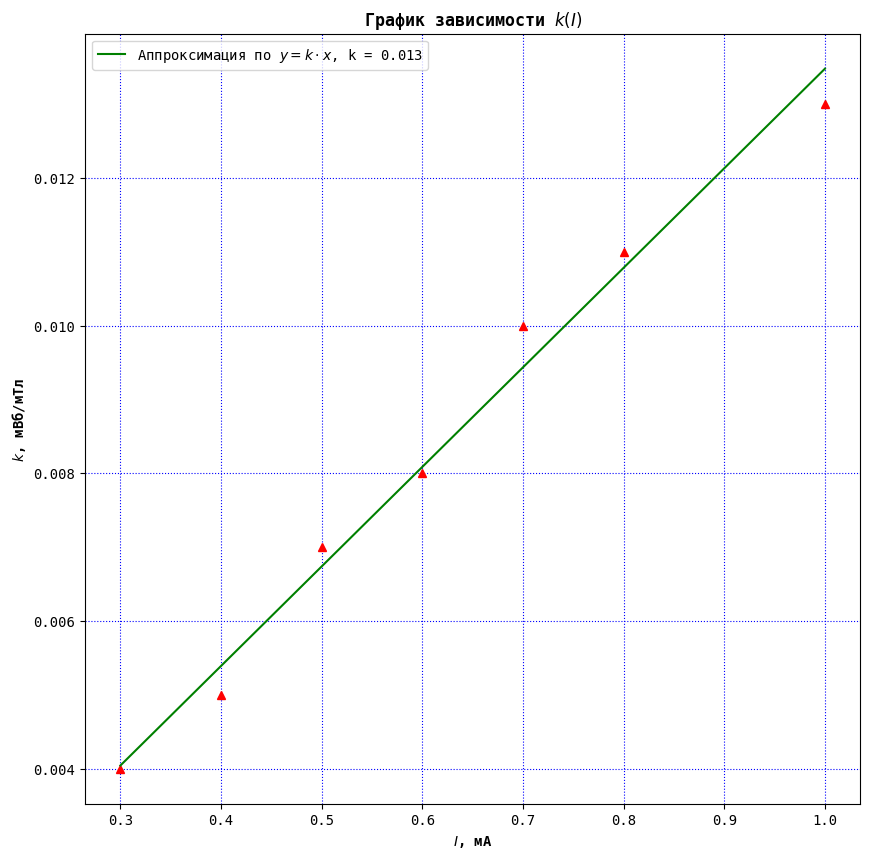 График зависимости k(I)
Аппроксимация по y = k · x, k = 0.013
k, мВб/мТл
0.012
0.010
0.008
0.006
0.004
0.3 0.4 0.5 0.6 0.7 0.8 0.9 1.0
I, мА